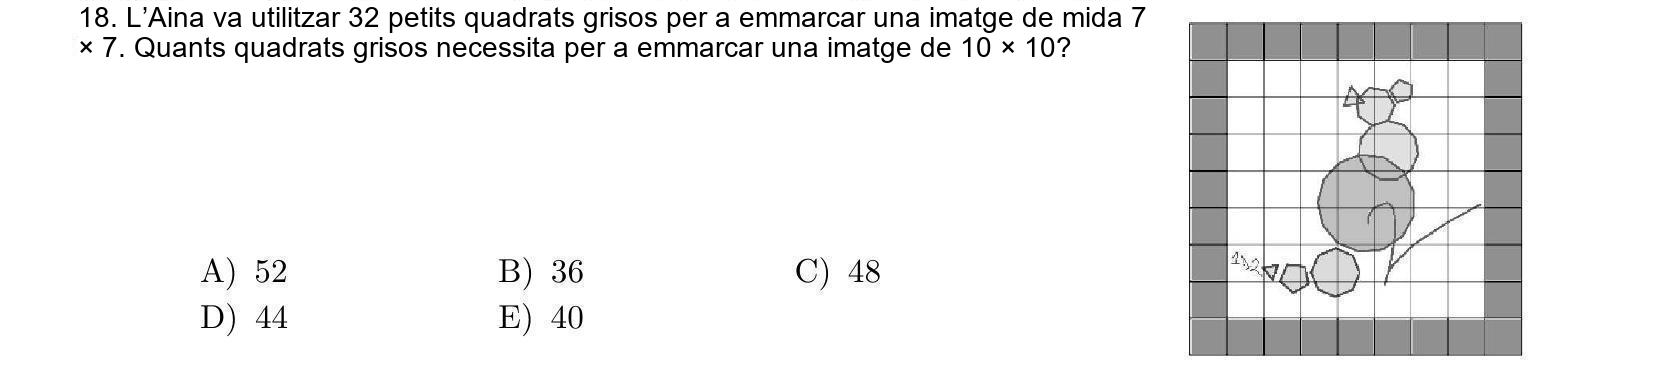 18. L’Aina va utilitzar 32 petits quadrats grisos per a emmarcar una imatge de mida 7
× 7. Quants quadrats grisos necessita per a emmarcar una imatge de 10 × 10?
A) 52 B) 36 C) 48
D) 44 E) 40